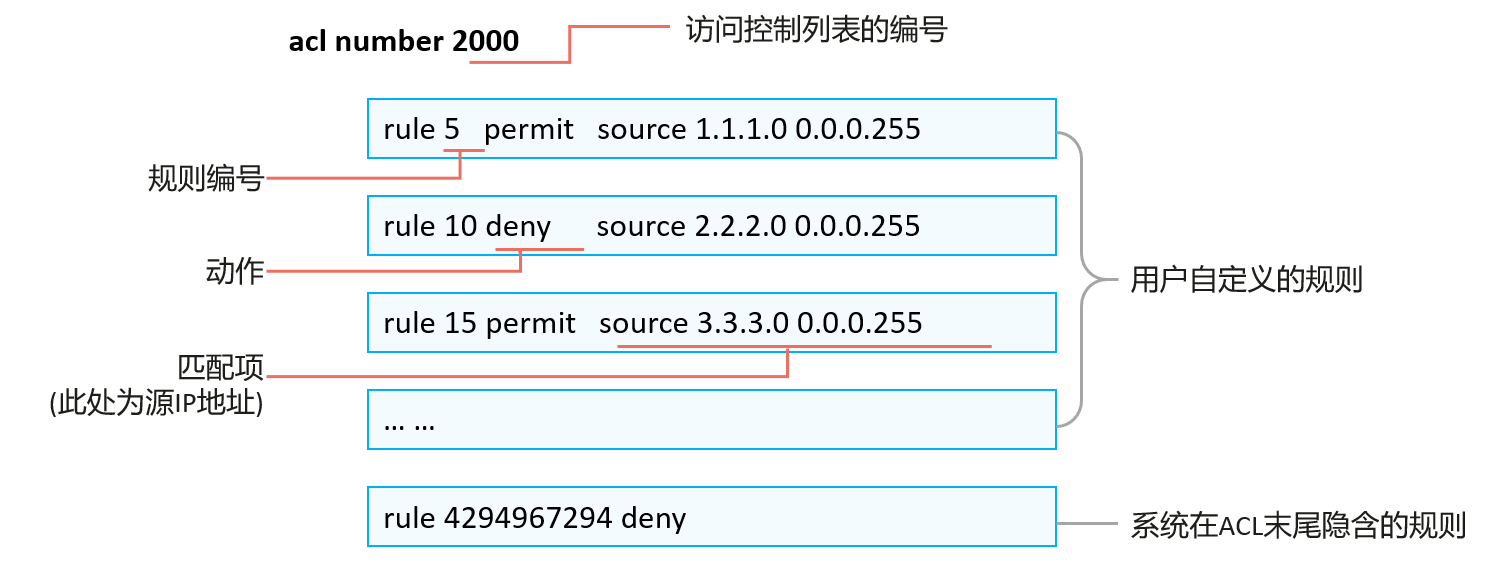 acl number 2000
访问控制列表的编号
rule 5 permit source 1.1.1.0 0.0.0.255
规则编号
rule 10 deny source 2.2.2.0 0.0.0.255
动作
用户自定义的规则
rule 15 permit source 3.3.3.0 0.0.0.255
匹配项
(此处为源IP地址)
... ...
rule 4294967294 deny
系统在ACL末尾隐含的规则